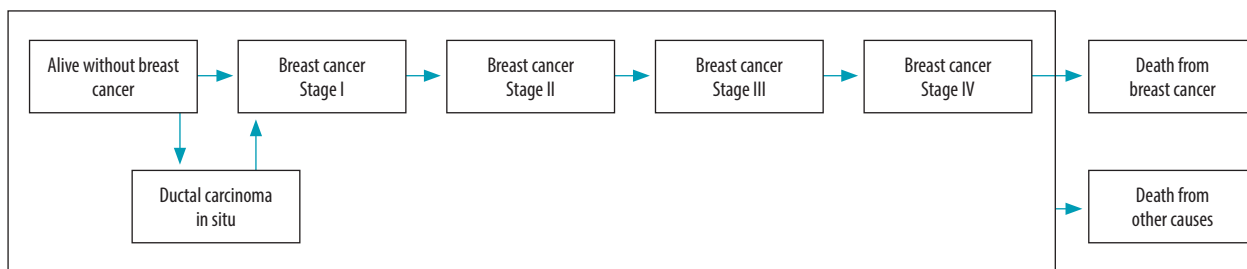 Alive without breast
cancer
Breast cancer
Stage I
Breast cancer
Stage II
Breast cancer
Stage III
Breast cancer
Stage IV
Death from
breast cancer
Ductal carcinoma
in situ
Death from
other causes